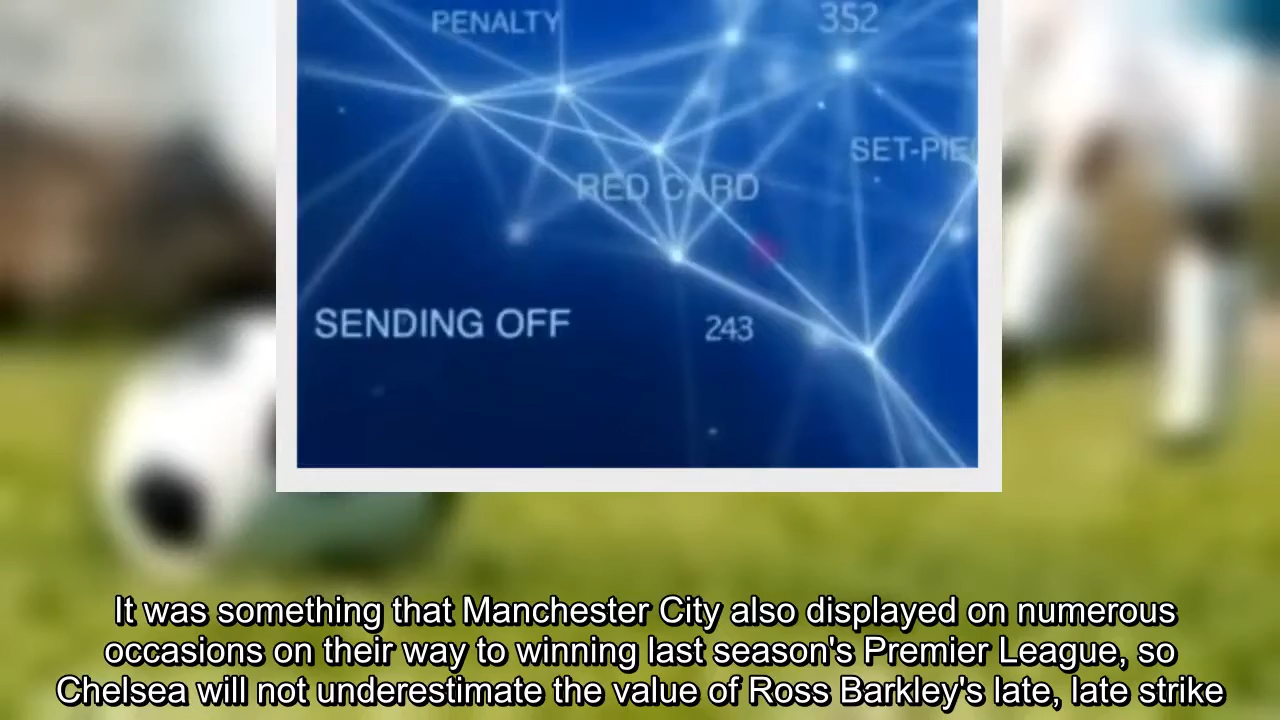 PENALTY
352
SET-PIE
RED CARD
SENDING OFF
243
It was something that Manchester City also displayed on numerous
occasions on their way to winning last season's Premier League, so
Chelsea will not underestimate the value of Ross Barkley's late, late strike